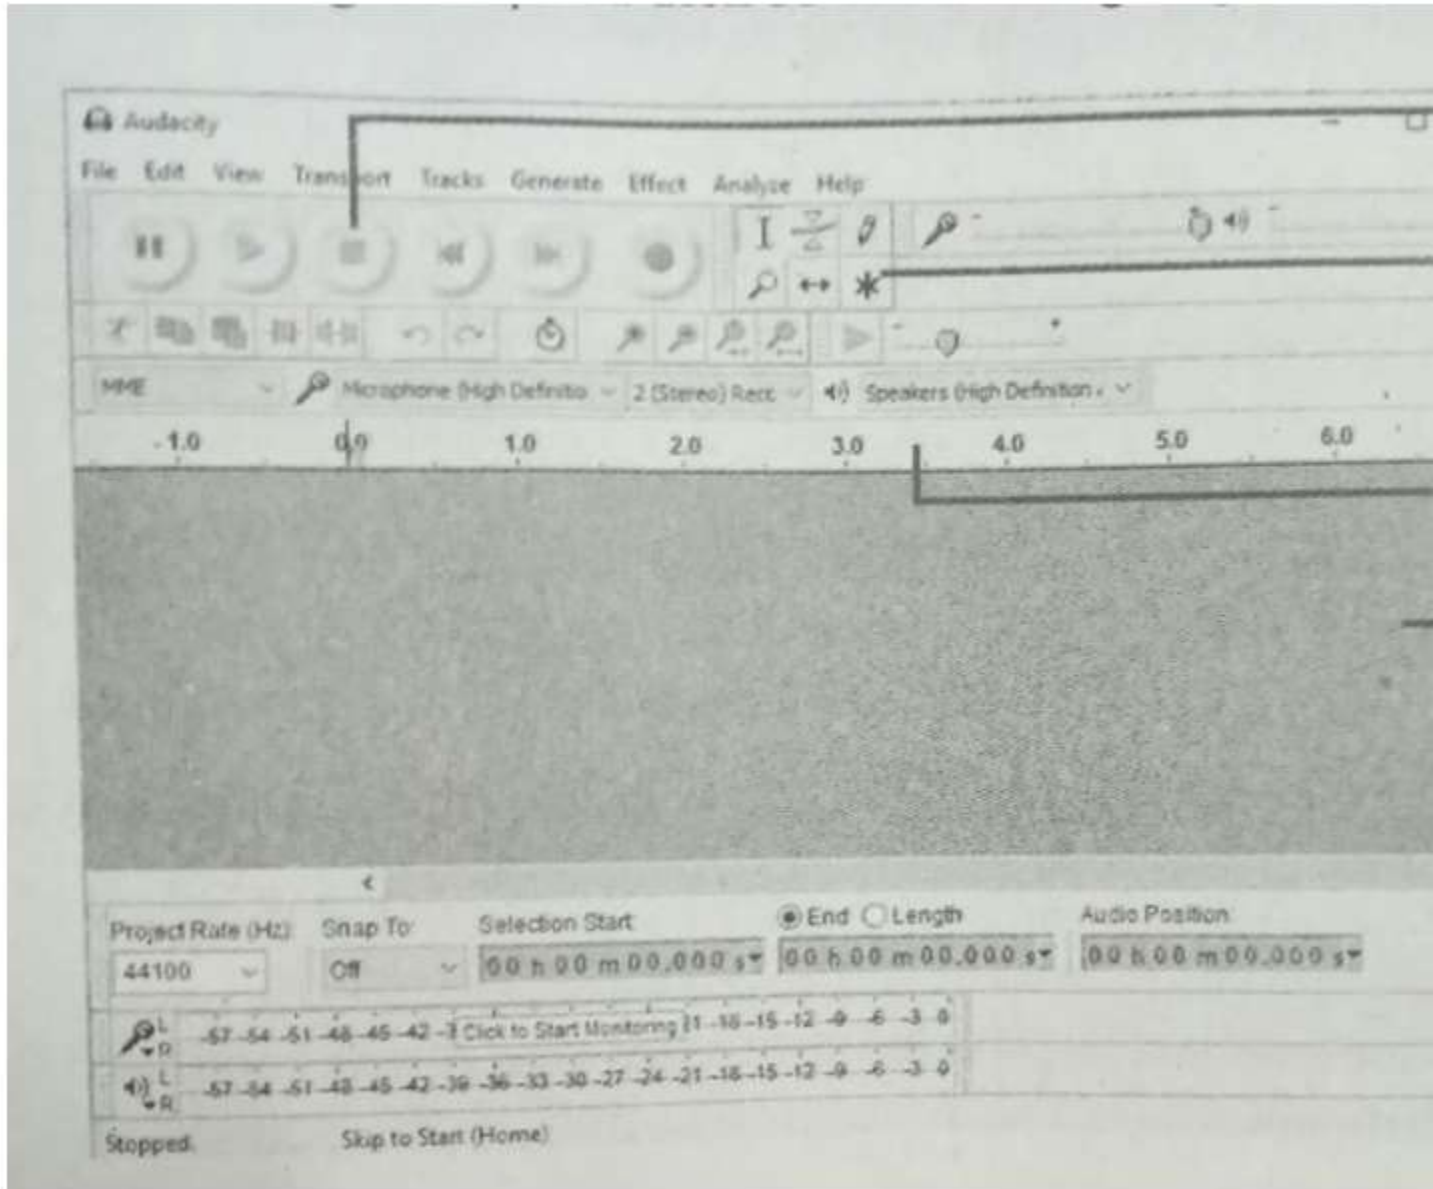 Audacity
File Edit View Transport Tracks Generate Effect Analyze Help
MME Microphone (High Definitio 2 (Stereo) Recc Speakers (High Definition .
- 1.0 0.0 1.0 2.0 3.0 4.0 5.0 6.0
Project Rate (Hz): Snap To: Selection Start: End Length Audio Position:
44100 Off 00 h 00 m 00.000 s 00 h 00 m 00.000 s 00 h 00 m 00.000 s
L R -57 -54 -51 -48 -45 -42 -3 Click to Start Monitoring 21 -18 -15 -12 -9 -6 -3 0
L R -57 -54 -51 -48 -45 -42 -39 -36 -33 -30 -27 -24 -21 -18 -15 -12 -9 -6 -3 0
Stopped. Skip to Start (Home)